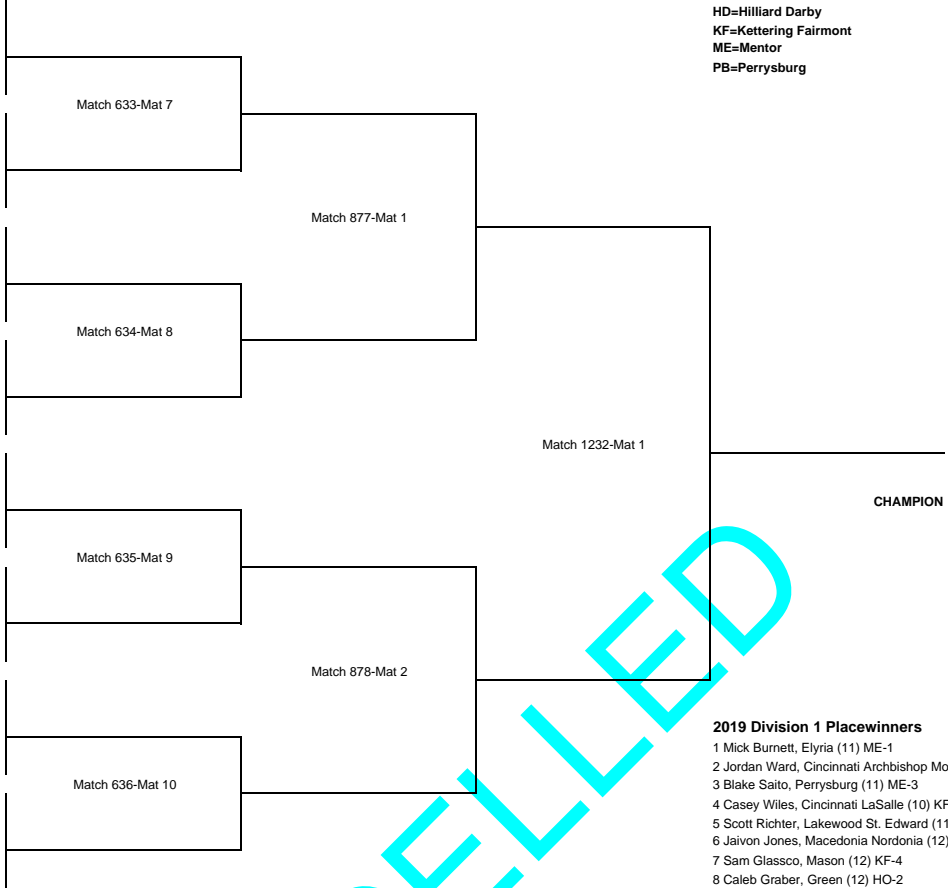 HD=Hilliard Darby
KF=Kettering Fairmont
ME=Mentor
PB=Perrysburg
Match 633-Mat 7
Match 877-Mat 1
Match 634-Mat 8
Match 1232-Mat 1
CHAMPION
Match 635-Mat 9
Match 878-Mat 2
Match 636-Mat 10
ELLED
2019 Division 1 Placewinners
1 Mick Burnett, Elyria (11) ME-1
2 Jordan Ward, Cincinnati Archbishop Mo
3 Blake Saito, Perrysburg (11) ME-3
4 Casey Wiles, Cincinnati LaSalle (10) KF
5 Scott Richter, Lakewood St. Edward (11
6 Jaivon Jones, Macedonia Nordonia (12)
7 Sam Glassco, Mason (12) KF-4
8 Caleb Graber, Green (12) HO-2